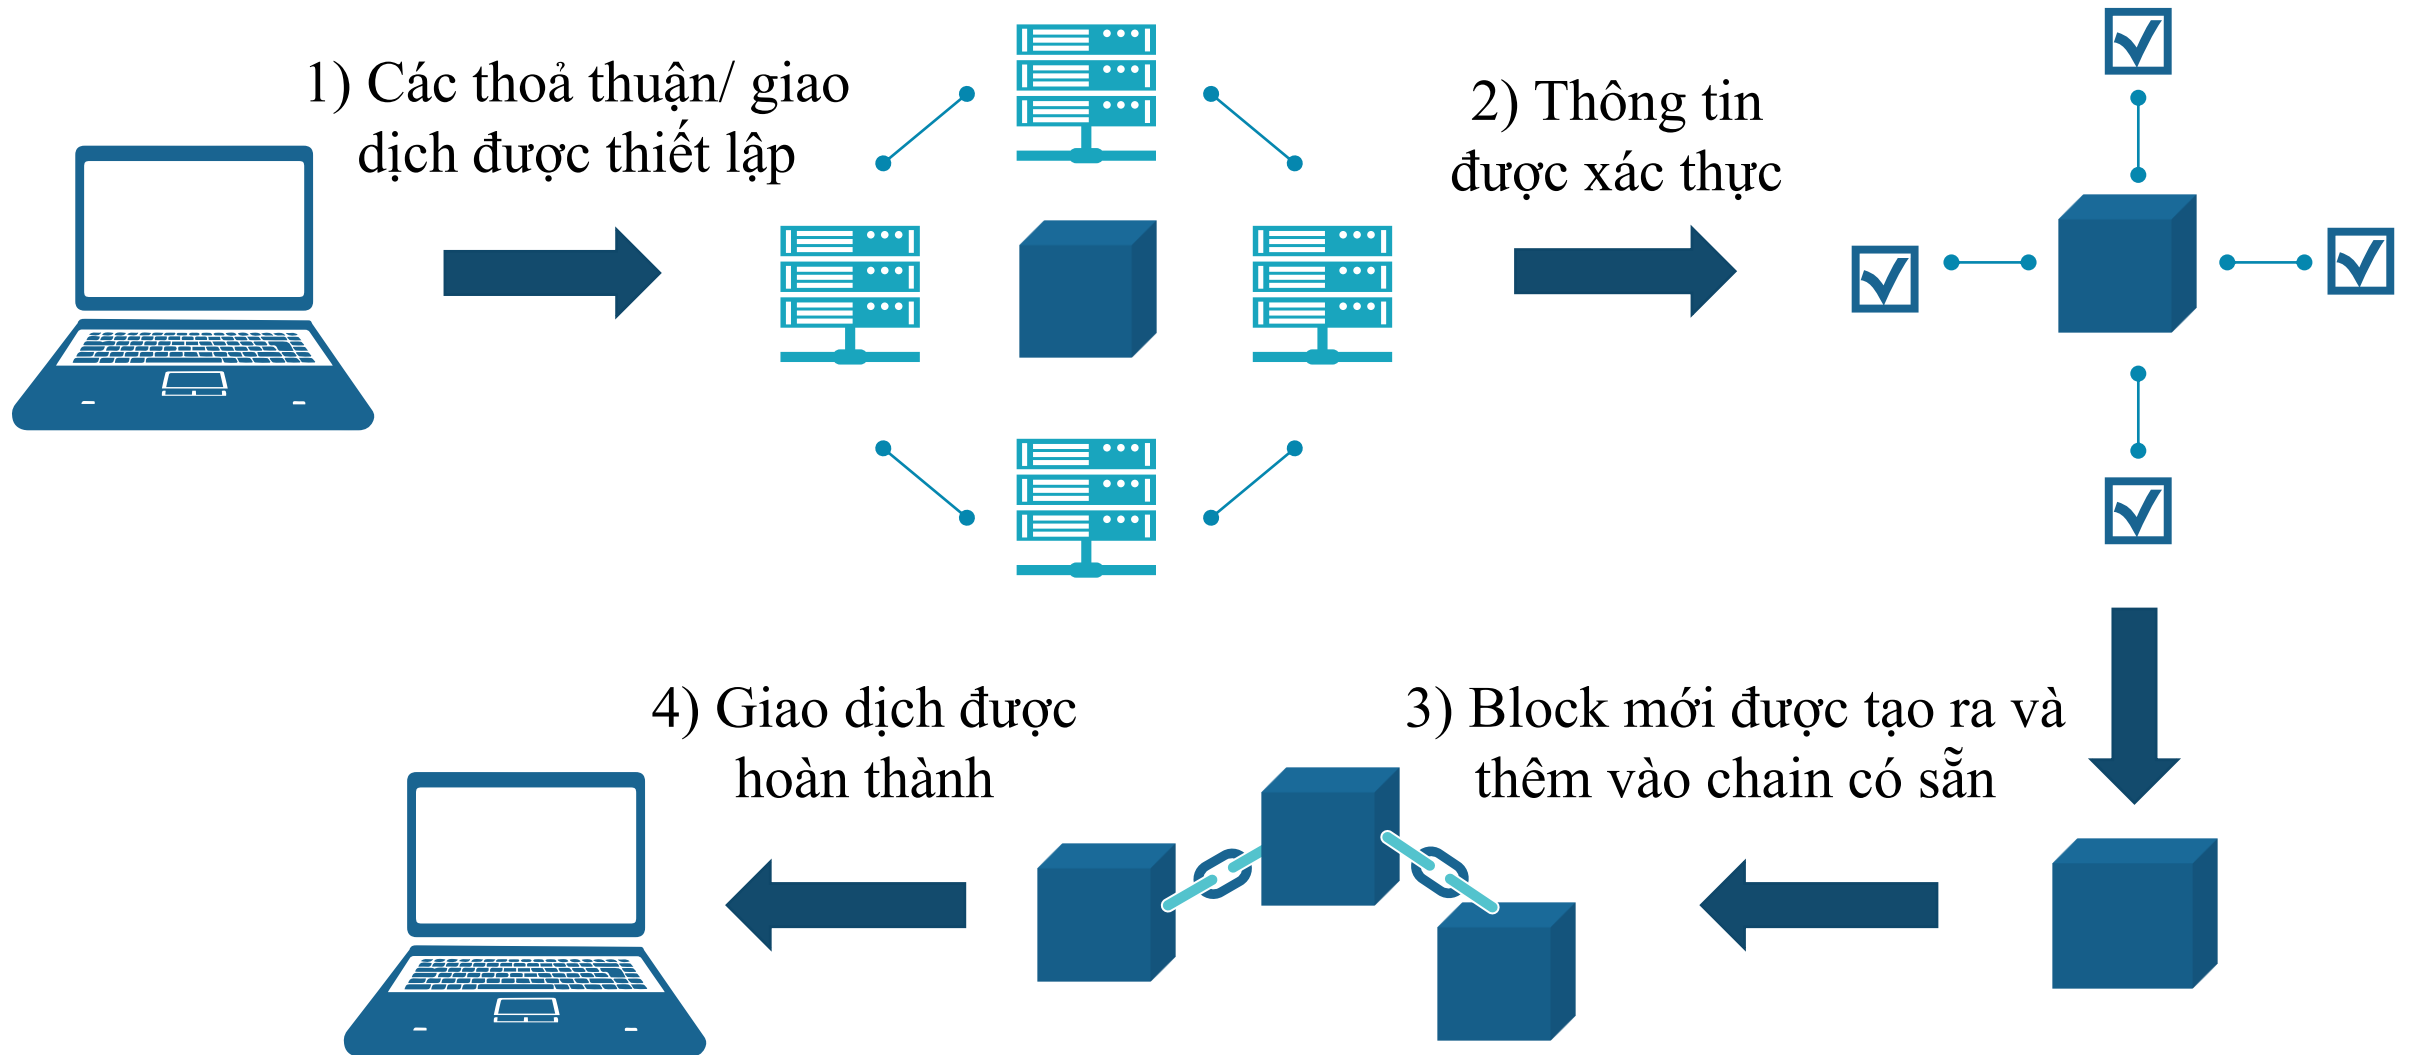 1) Các thoả thuận/ giao
dịch được thiết lập
2) Thông tin
được xác thực
3) Block mới được tạo ra và
thêm vào chain có sẵn
4) Giao dịch được
hoàn thành